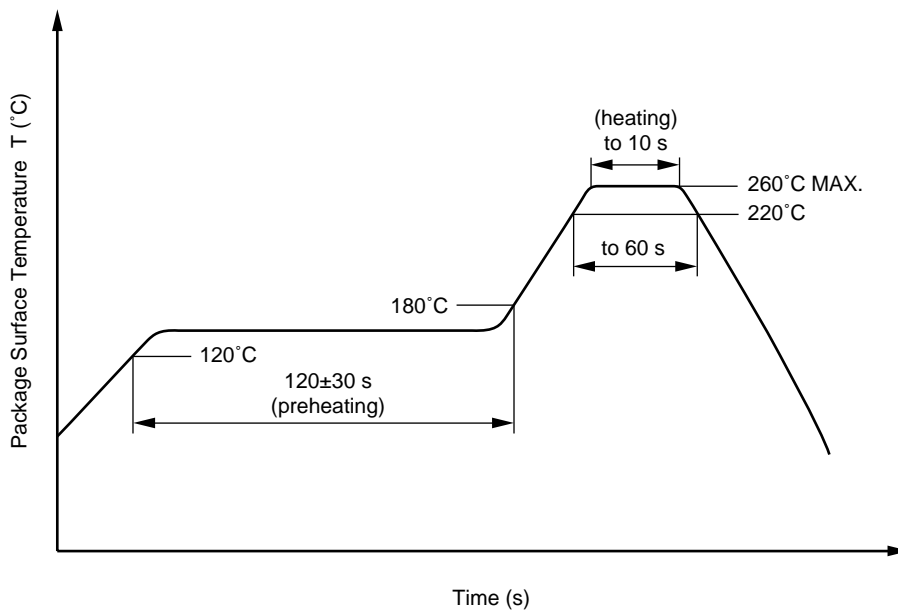 Package Surface Temperature T (˚C)
(heating)
to 10 s
260˚C MAX.
220˚C
to 60 s
180˚C
120˚C
120±30 s
(preheating)
Time (s)